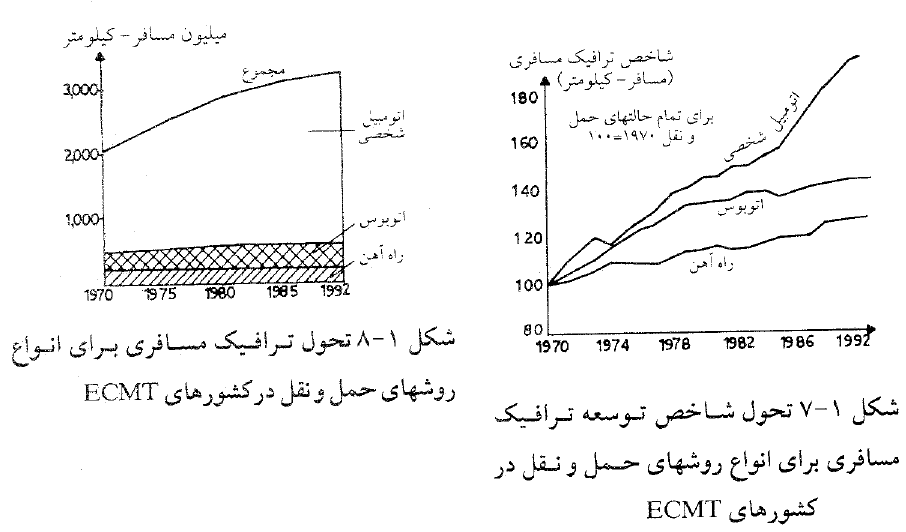 شاخص ترافیک مسافری
(مسافر-کیلومتر)
برای تمام حالتهای حمل
و نقل ۱۹۷۰=۱۰۰
180
160
140
120
100
80
اتومبیل شخصی
اتوبوس
راه آهن
1970 1974 1978 1982 1986 1992
شکل ۱-۷ تحول شاخص توسعه ترافیک
مسافری برای انواع روشهای حمل و نقل در
کشورهای ECMT
میلیون مسافر-کیلومتر
3,000
2,000
1,000
مجموع
اتومبیل
شخصی
اتوبوس
راه آهن
1970 1975 1980 1985 1992
شکل ۱-۸ تحول ترافیک مسافری برای انواع
روشهای حمل و نقل درکشورهای ECMT